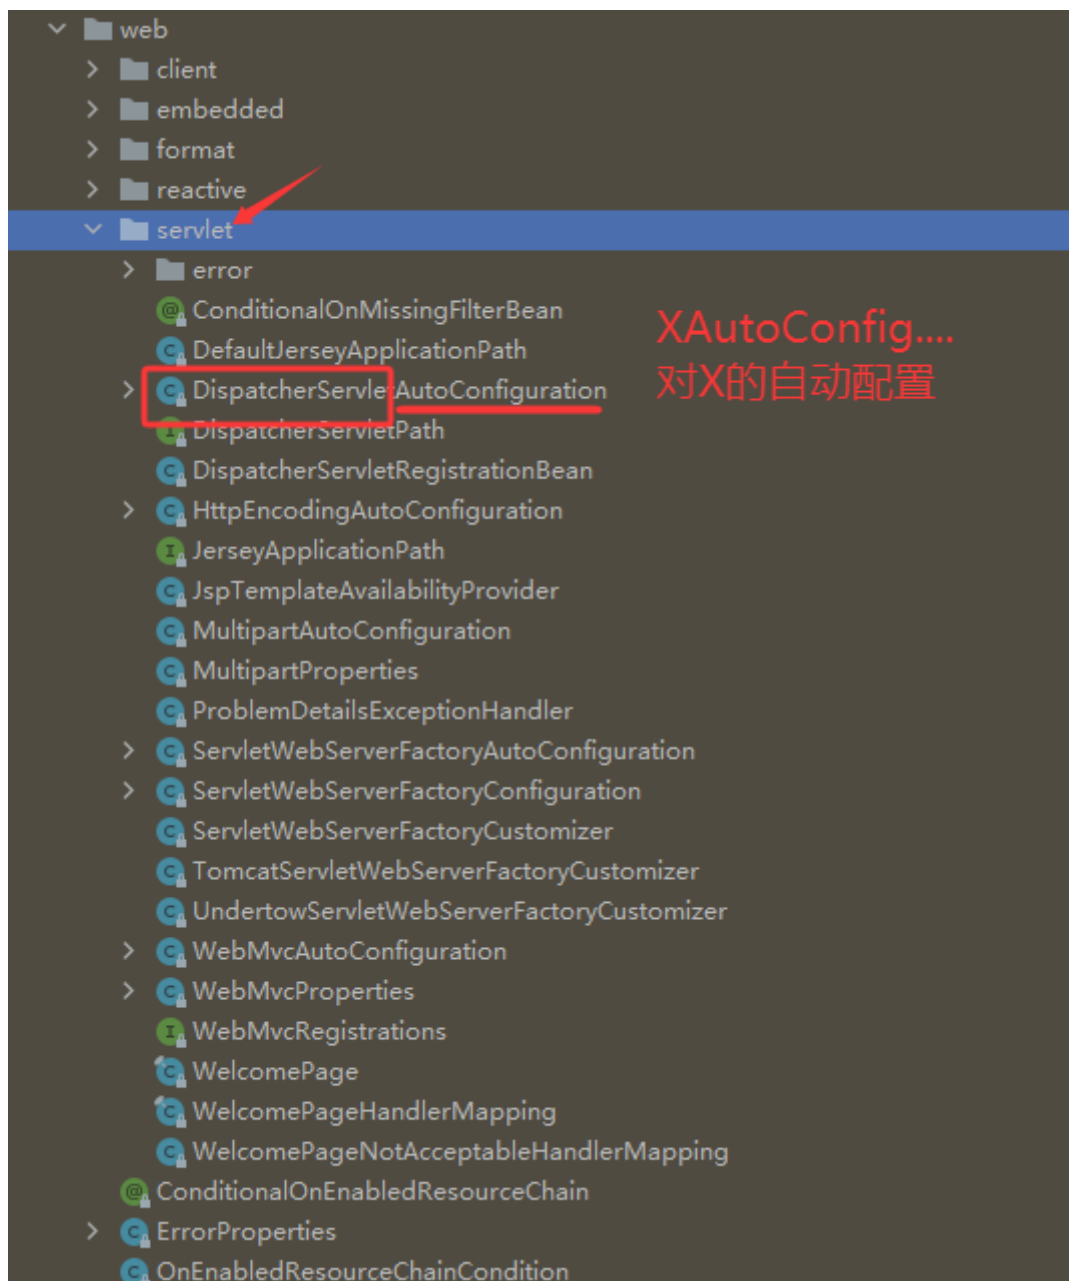 web
client
embedded
format
reactive
servlet
error
ConditionalOnMissingFilterBean
DefaultJerseyApplicationPath
DispatcherServletAutoConfiguration
XAutoConfig....
对X的自动配置
DispatcherServletPath
DispatcherServletRegistrationBean
HttpEncodingAutoConfiguration
JerseyApplicationPath
JspTemplateAvailabilityProvider
MultipartAutoConfiguration
MultipartProperties
ProblemDetailsExceptionHandler
ServletWebServerFactoryAutoConfiguration
ServletWebServerFactoryConfiguration
ServletWebServerFactoryCustomizer
TomcatServletWebServerFactoryCustomizer
UndertowServletWebServerFactoryCustomizer
WebMvcAutoConfiguration
WebMvcProperties
WebMvcRegistrations
WelcomePage
WelcomePageHandlerMapping
WelcomePageNotAcceptableHandlerMapping
ConditionalOnEnabledResourceChain
ErrorProperties
OnEnabledResourceChainCondition